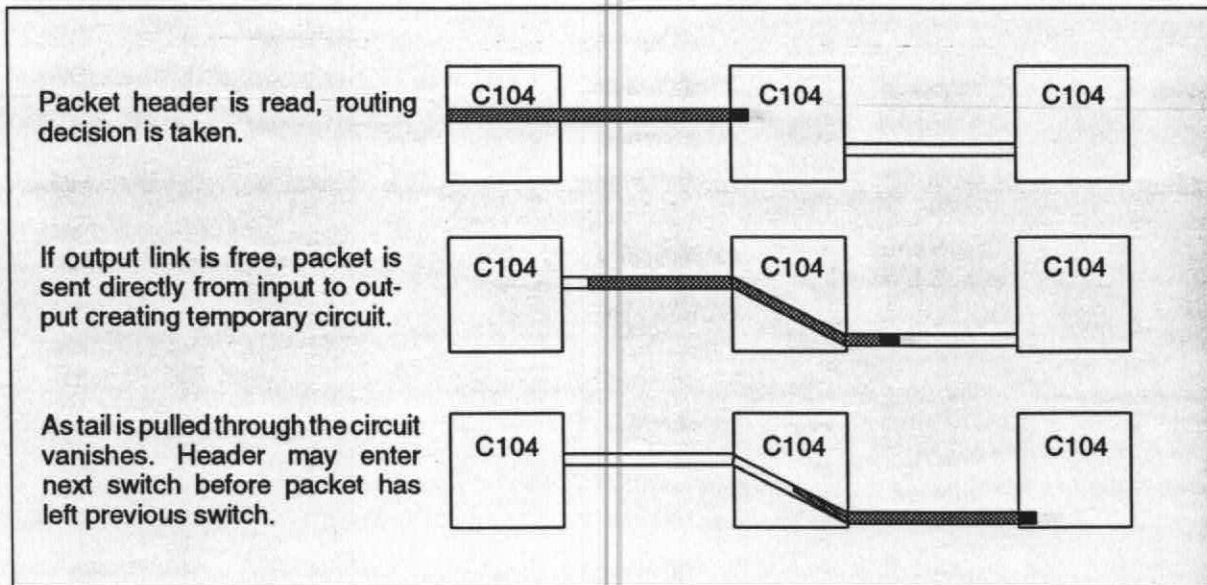 Packet header is read, routing
decision is taken.
C104
C104
C104
If output link is free, packet is
sent directly from input to out-
put creating temporary circuit.
C104
C104
C104
As tail is pulled through the circuit
vanishes. Header may enter
next switch before packet has
left previous switch.
C104
C104
C104